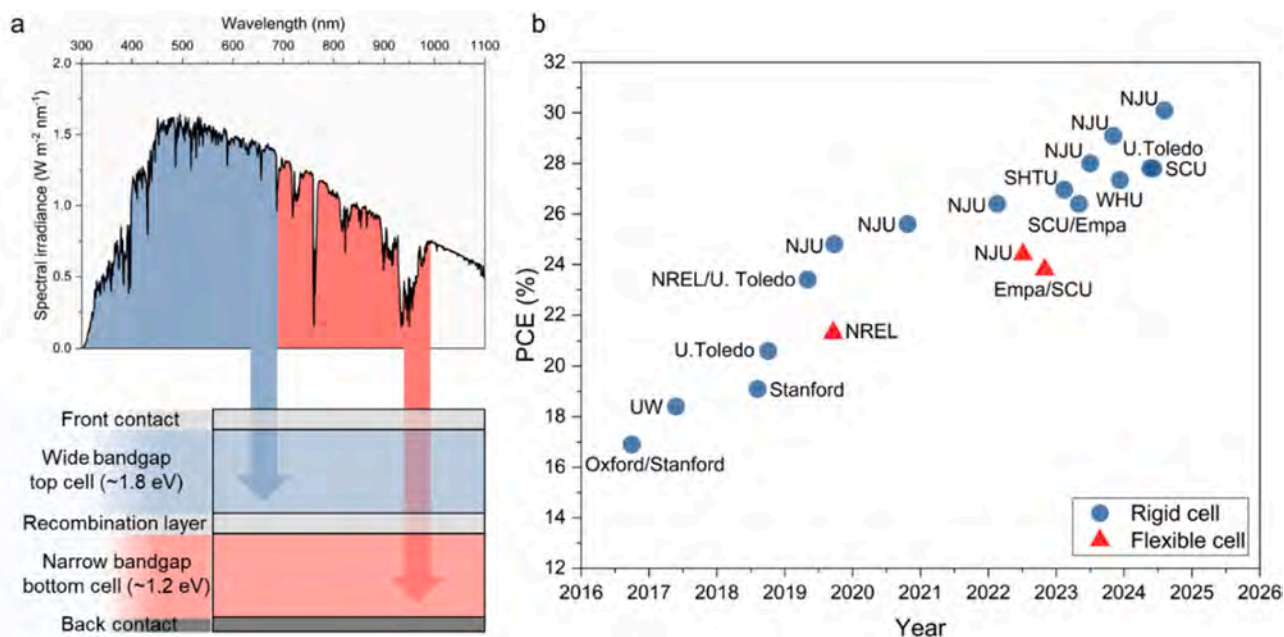 a
Wavelength (nm)
300 400 500 600 700 800 900 1000 1100
Spectral irradiance (W m-2 nm-1)
2.0
1.5
1.0
0.5
0.0
Front contact
Wide bandgap
top cell (~1.8 eV)
Recombination layer
Narrow bandgap
bottom cell (~1.2 eV)
Back contact
b
PCE (%)
32
30
28
26
24
22
20
18
16
14
12
NJU
NJU
U.Toledo
NJU
SCU
SHTU
WHU
NJU
SCU/Empa
NJU
NJU
NJU
Empa/SCU
NREL/U. Toledo
NREL
U.Toledo
Stanford
UW
Oxford/Stanford
Rigid cell
Flexible cell
2016 2017 2018 2019 2020 2021 2022 2023 2024 2025 2026
Year